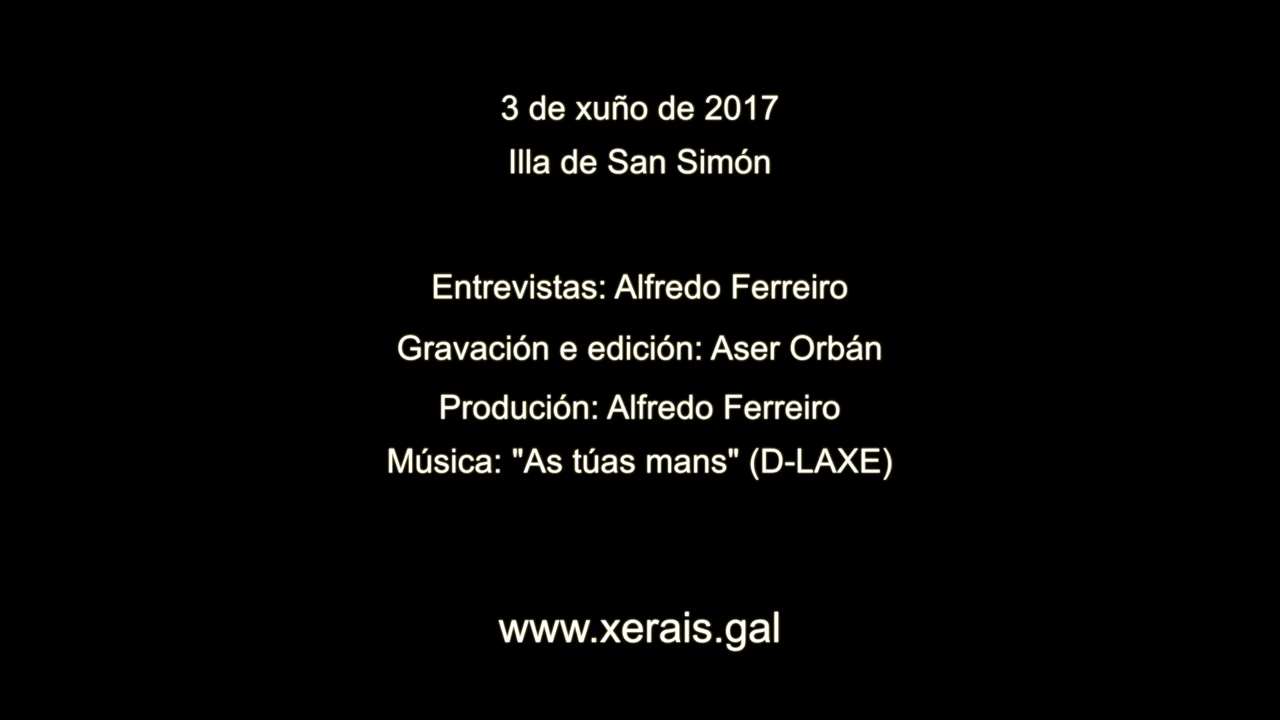 3 de xuño de 2017
Illa de San Simón
Entrevistas: Alfredo Ferreiro
Gravación e edición: Aser Orbán
Produción: Alfredo Ferreiro
Música: "As túas mans" (D-LAXE)
www.xerais.gal